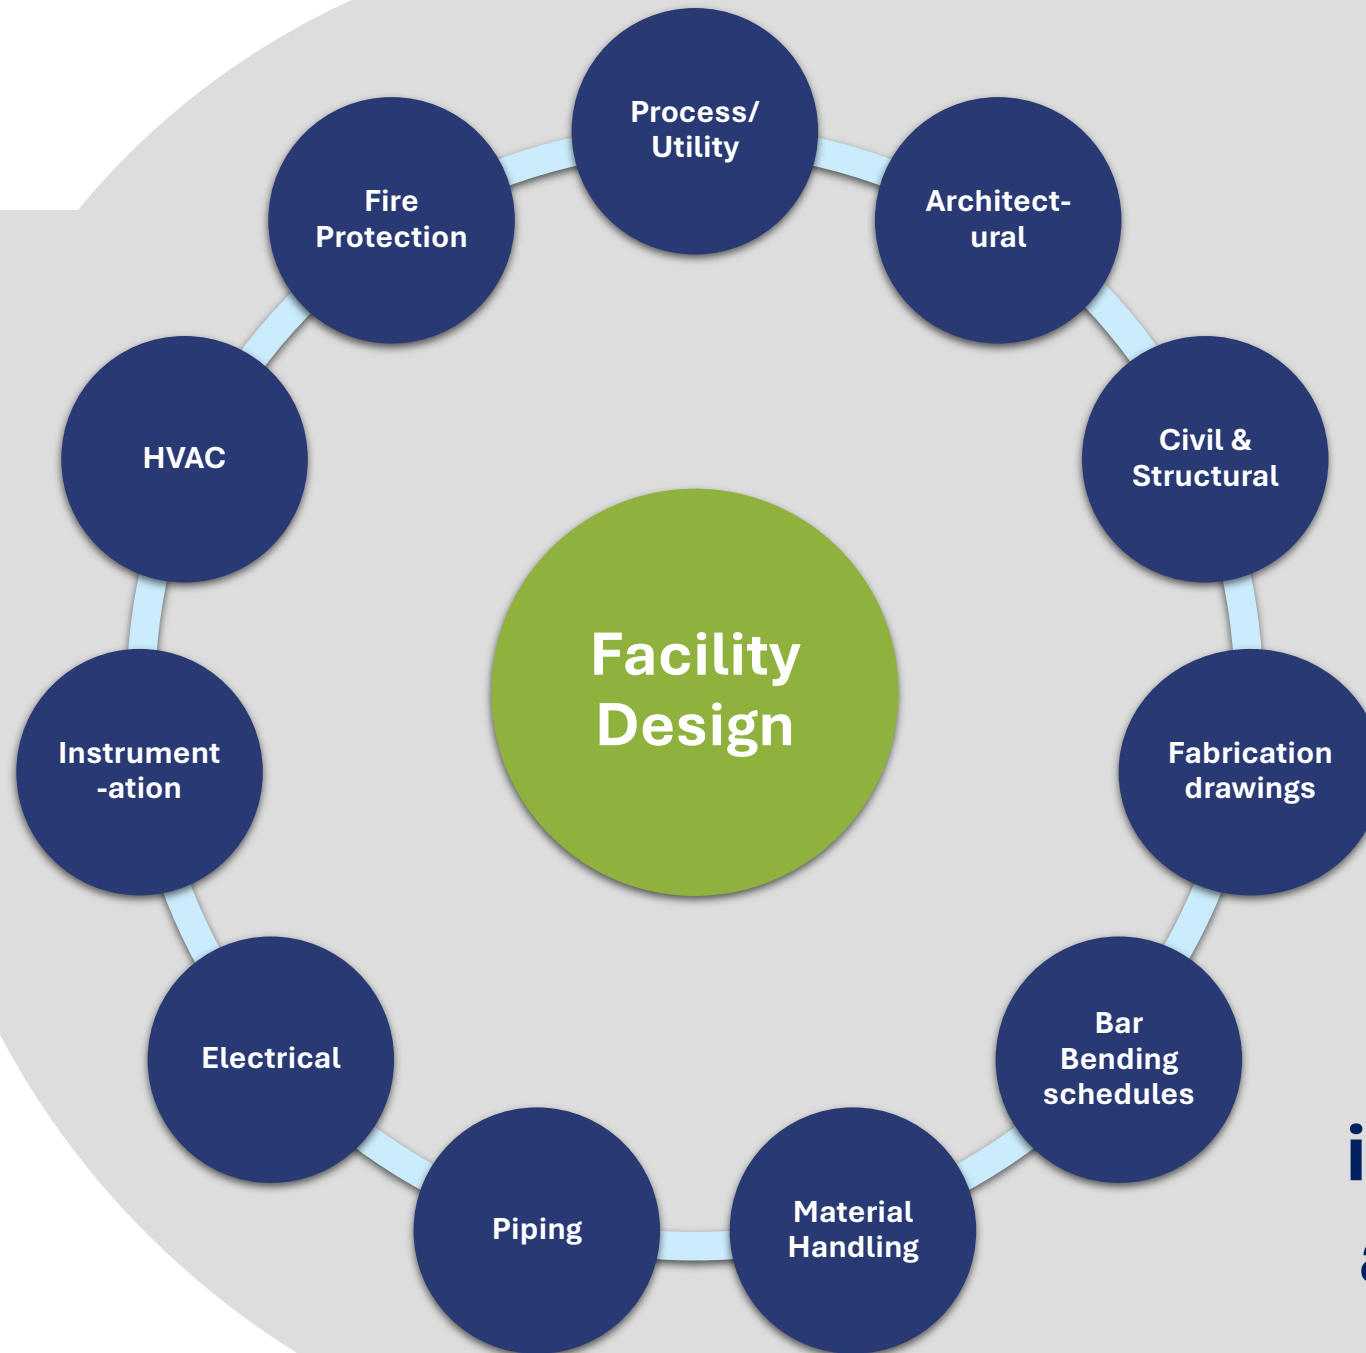 Process/
Utility
Architect-
ural
Civil &
Structural
Fabrication
drawings
Bar
Bending
schedules
Material
Handling
Piping
Electrical
Instrument
-ation
HVAC
Fire
Protection
Facility
Design